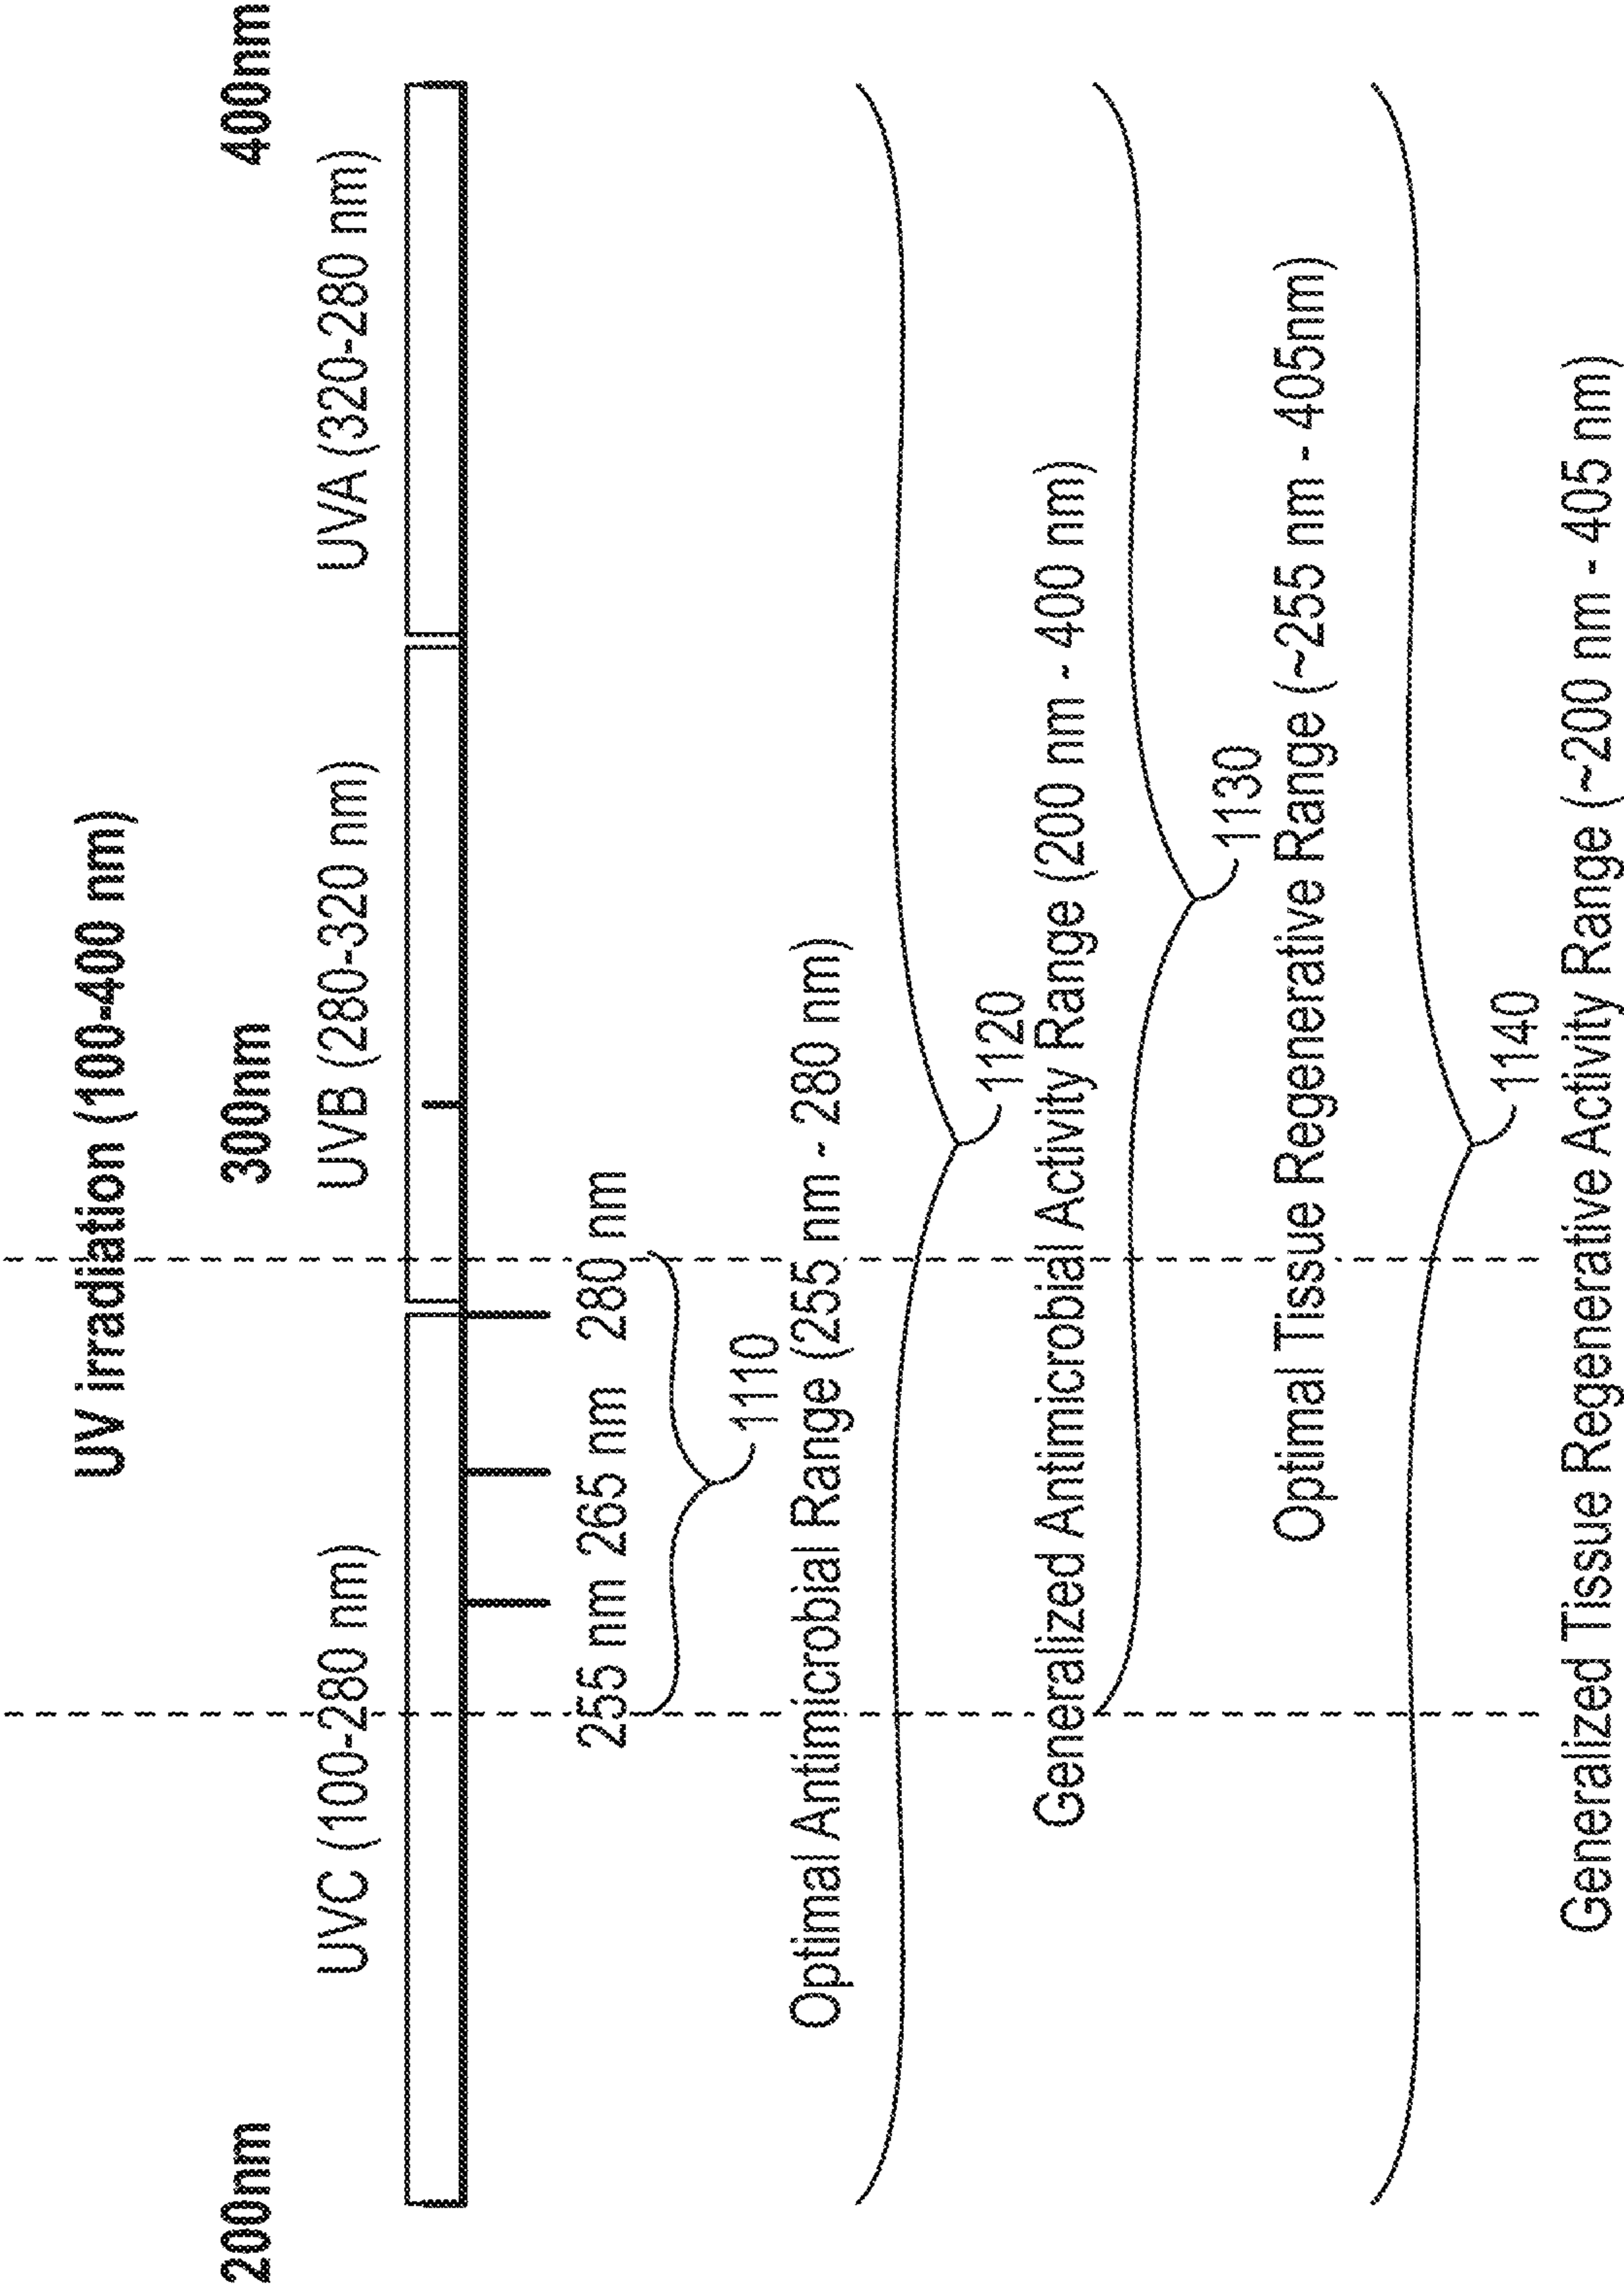 UV irradiation (100-400 nm)
200nm 300nm 400nm
UVC (100-280 nm) UVB (280-320 nm) UVA (320-280 nm)
255 nm 265 nm 280 nm
1110
Optimal Antimicrobial Range (255 nm - 280 nm)
1120
Generalized Antimicrobial Activity Range (200 nm - 400 nm)
1130
Optimal Tissue Regenerative Range (~255 nm - 405nm)
1140
Generalized Tissue Regenerative Activity Range (~200 nm - 405 nm)